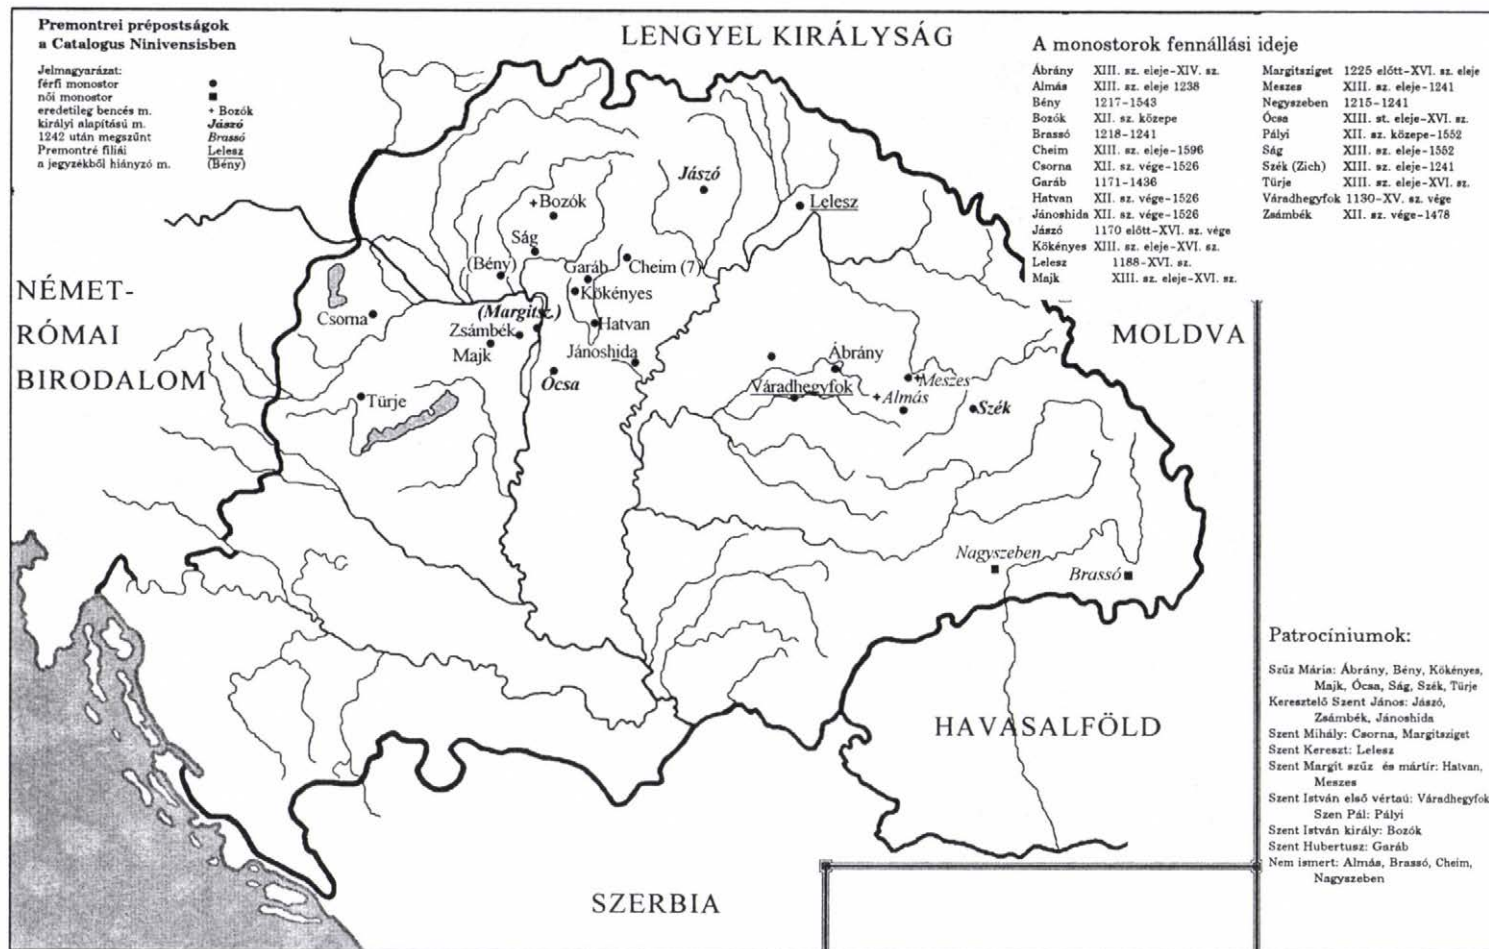 Premontrei prépostságok
a Catalogus Ninivensisben
Jelmagyarázat:
férfi monostor
női monostor
eredetileg bencés m. + Bozók
királyi alapítású m. Jászó
1242 után megszűnt Brassó
Premontré filiái Lelesz
a jegyzékből hiányzó m. (Bény)
LENGYEL KIRÁLYSÁG
A monostorok fennállási ideje
Ábrány XIII. sz. eleje-XIV. sz.
Almás XIII. sz. eleje 1238
Bény 1217-1543
Bozók XII. sz. közepe
Brassó 1218-1241
Cheim XIII. sz. eleje-1596
Csorna XII. sz. vége-1526
Garáb 1171-1436
Hatvan XII. sz. vége-1526
Jánoshida XII. sz. vége-1526
Jászó 1170 előtt-XVI. sz. vége
Kökényes XIII. sz. eleje-XVI. sz.
Lelesz 1188-XVI. sz.
Majk XIII. sz. eleje-XVI. sz.
Margitsziget 1225 előtt-XVI. sz. eleje
Meszes XIII. sz. eleje-1241
Negyszeben 1215-1241
Ócsa XIII. st. eleje-XVI. sz.
Pályi XII. sz. közepe-1552
Ság XIII. sz. eleje-1552
Szék (Zich) XIII. sz. eleje-1241
Türje XIII. sz. eleje-XVI. sz.
Váradhegyfok 1130-XV. sz. vége
Zsámbék XII. sz. vége-1478
Jászó
+Bozók
Lelesz
Ság
(Bény)
Garáb
Cheim (7)
Kökényes
NÉMET-
RÓMAI
BIRODALOM
Csorna
(Margitsz.)
Zsámbék
Hatvan
Majk
Jánoshida
Ócsa
MOLDVA
Ábrány
+Meszes
Váradhegyfok
+Almás
Szék
Türje
Nagyszeben
Brassó
HAVASALFÖLD
SZERBIA
Patrocíniumok:
Szűz Mária: Ábrány, Bény, Kökényes,
Majk, Ócsa, Ság, Szék, Türje
Keresztelő Szent János: Jászó,
Zsámbék, Jánoshida
Szent Mihály: Csorna, Margitsziget
Szent Kereszt: Lelesz
Szent Margit szűz és mártír: Hatvan,
Meszes
Szent István első vértaú: Váradhegyfok
Szen Pál: Pályi
Szent István király: Bozók
Szent Hubertusz: Garáb
Nem ismert: Almás, Brassó, Cheim,
Nagyszeben